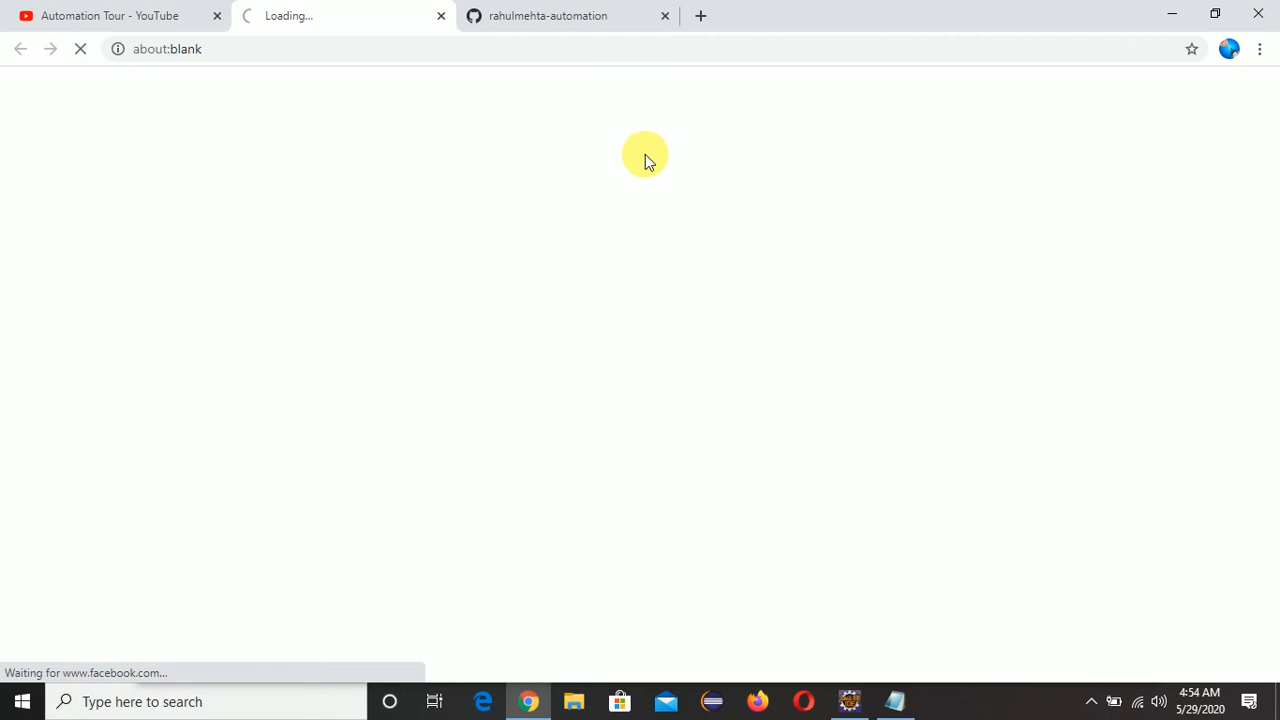 Automation Tour - YouTube
Loading...
rahulmehta-automation
about:blank
Waiting for www.facebook.com...
Type here to search
4:54 AM
5/29/2020